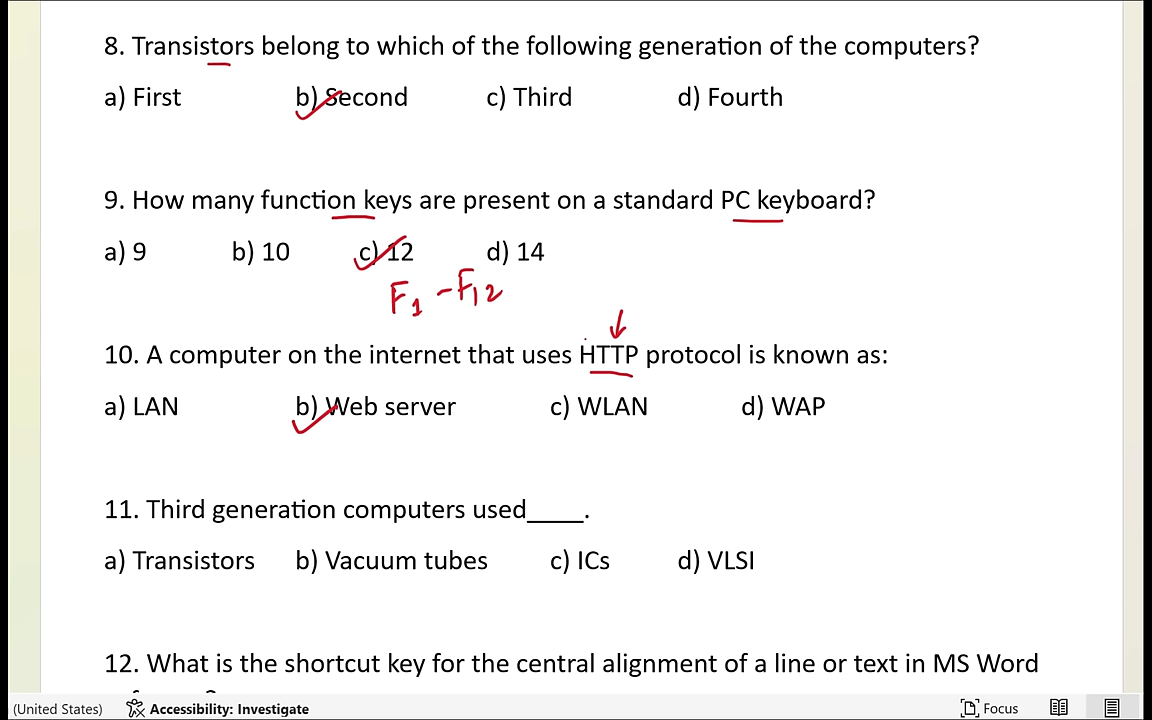 8. Transistors belong to which of the following generation of the computers?
a) First b) Second c) Third d) Fourth
9. How many function keys are present on a standard PC keyboard?
a) 9 b) 10 c) 12 d) 14
F1 - F12
10. A computer on the internet that uses HTTP protocol is known as:
a) LAN b) Web server c) WLAN d) WAP
11. Third generation computers used____.
a) Transistors b) Vacuum tubes c) ICs d) VLSI
12. What is the shortcut key for the central alignment of a line or text in MS Word
(United States) Accessibility: Investigate Focus